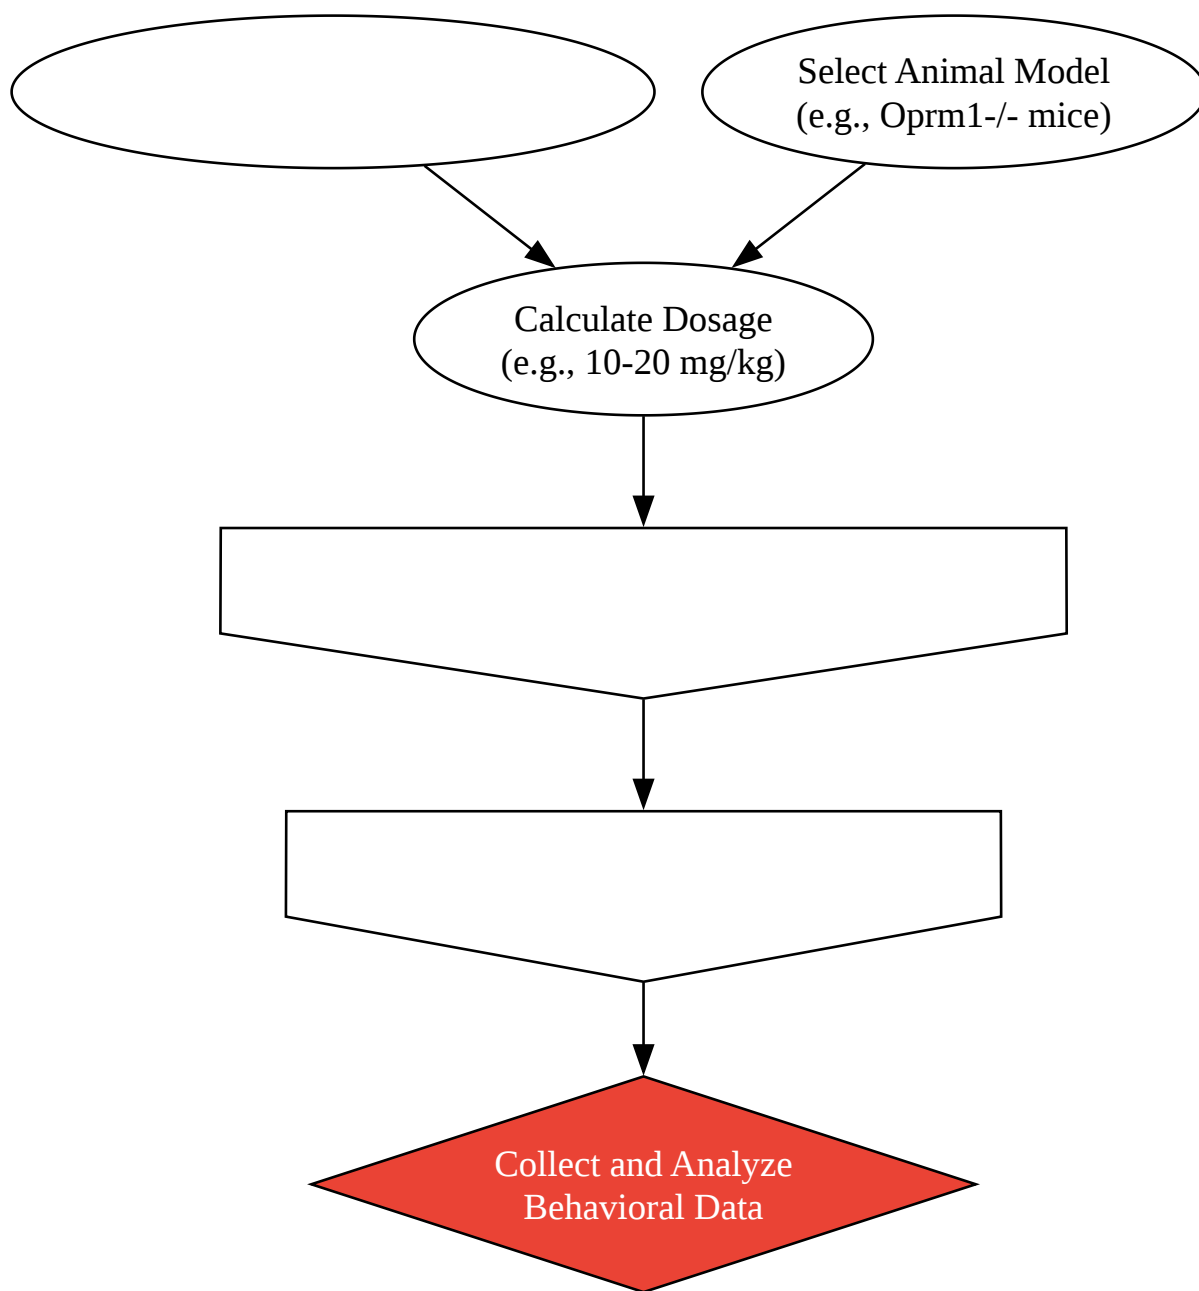 Select Animal Model
(e.g., Oprm1-/- mice)
Calculate Dosage
(e.g., 10-20 mg/kg)
Collect and Analyze
Behavioral Data